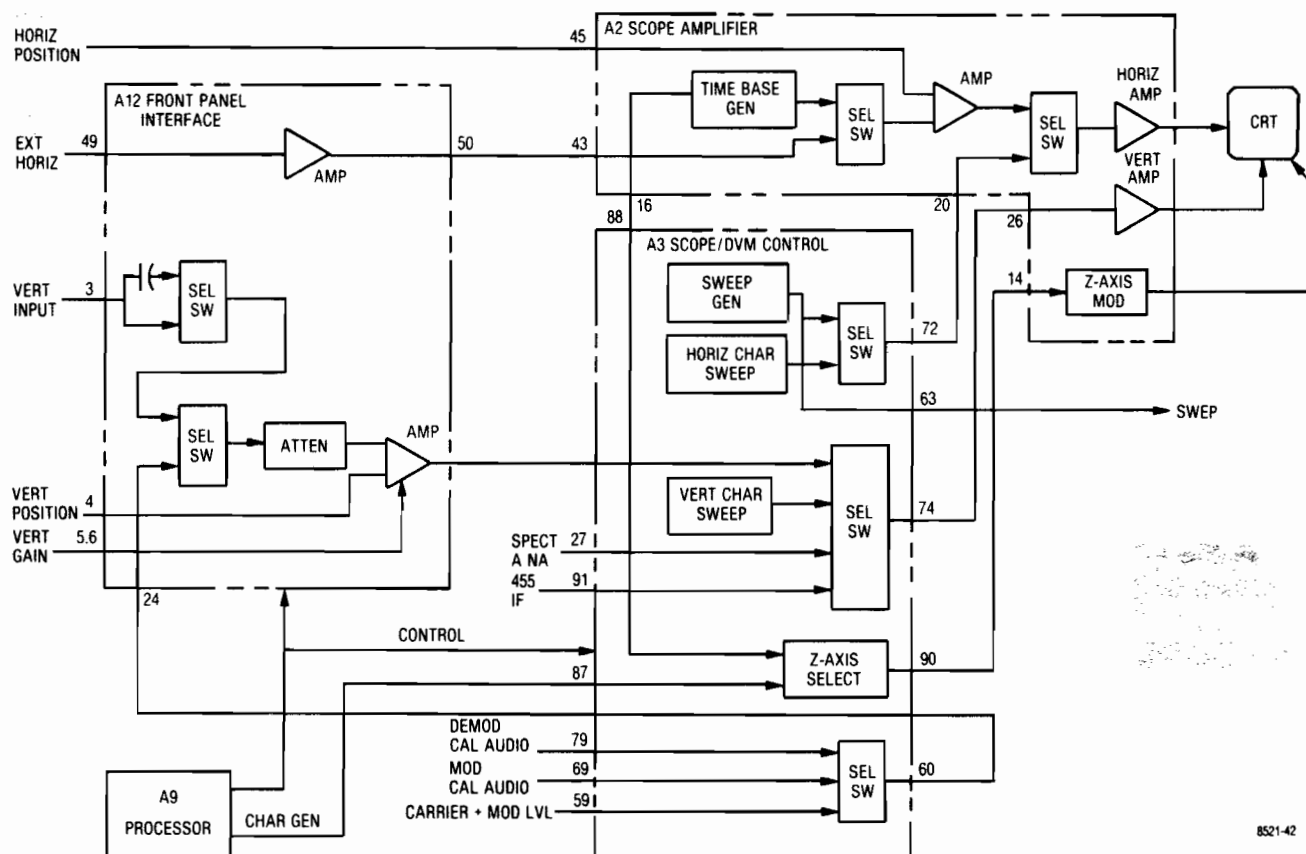 HORIZ
POSITION
45
A2 SCOPE AMPLIFIER
A12 FRONT PANEL
INTERFACE
TIME BASE
GEN
AMP
HORIZ
AMP
SEL
SW
SEL
SW
CRT
49
EXT
HORIZ
AMP
50
43
VERT
AMP
16
20
26
88
A3 SCOPE/DVM CONTROL
VERT
INPUT
3
SEL
SW
SWEEP
GEN
14
Z-AXIS
MOD
SEL
SW
72
HORIZ CHAR
SWEEP
63
SWEP
SEL
SW
ATTEN
AMP
VERT CHAR
SWEEP
SEL
SW
74
VERT
POSITION
4
VERT
GAIN
5.6
SPECT
A NA
27
455
IF
91
24
CONTROL
Z-AXIS
SELECT
90
87
DEMOD
CAL AUDIO
79
MOD
CAL AUDIO
69
CARRIER + MOD LVL
59
SEL
SW
60
A9
PROCESSOR
CHAR GEN
8521-42